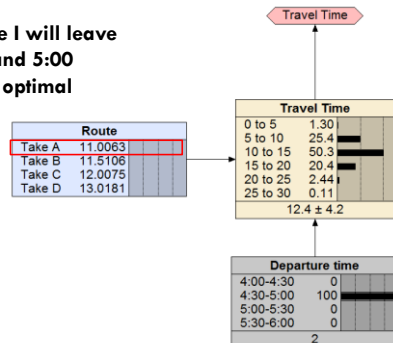 e I will leave
and 5:00
optimal
Travel Time
Route
Take A 11.0063
Take B 11.5106
Take C 12.0075
Take D 13.0181
Travel Time
0 to 5 1.30
5 to 10 25.4
10 to 15 50.3
15 to 20 20.4
20 to 25 2.44
25 to 30 0.11
12.4 ± 4.2
Departure time
4:00-4:30 0
4:30-5:00 100
5:00-5:30 0
5:30-6:00 0
2